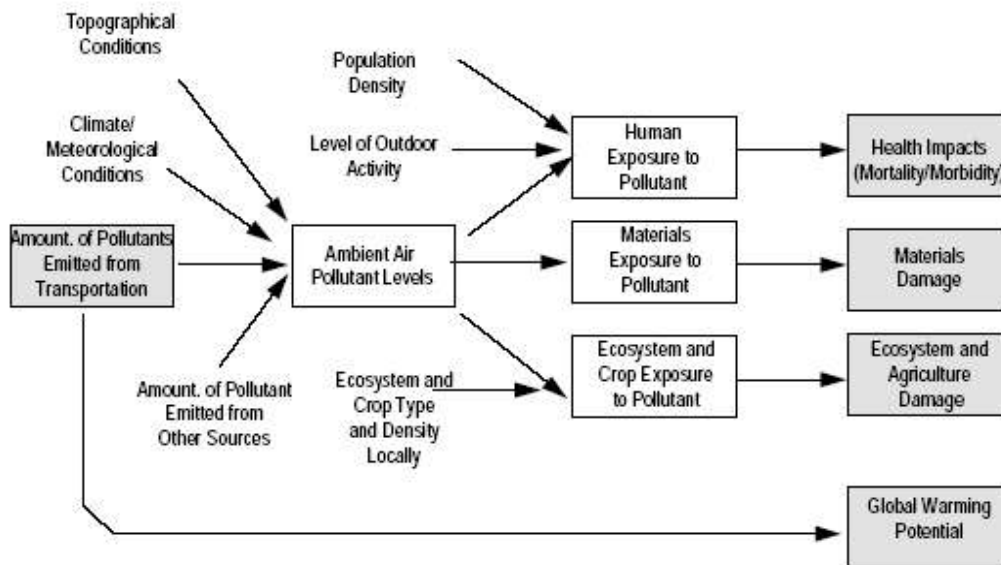 Topographical
Conditions
Population
Density
Climate/
Meteorological
Conditions
Level of Outdoor
Activity
Human
Exposure to
Pollutant
Health Impacts
(Mortality/Morbidity)
Amount. of Pollutants
Emitted from
Transportation
Ambient Air
Pollutant Levels
Materials
Exposure to
Pollutant
Materials
Damage
Amount. of Pollutant
Emitted from
Other Sources
Ecosystem and
Crop Type
and Density
Locally
Ecosystem and
Crop Exposure
to Pollutant
Ecosystem and
Agriculture
Damage
Global Warming
Potential